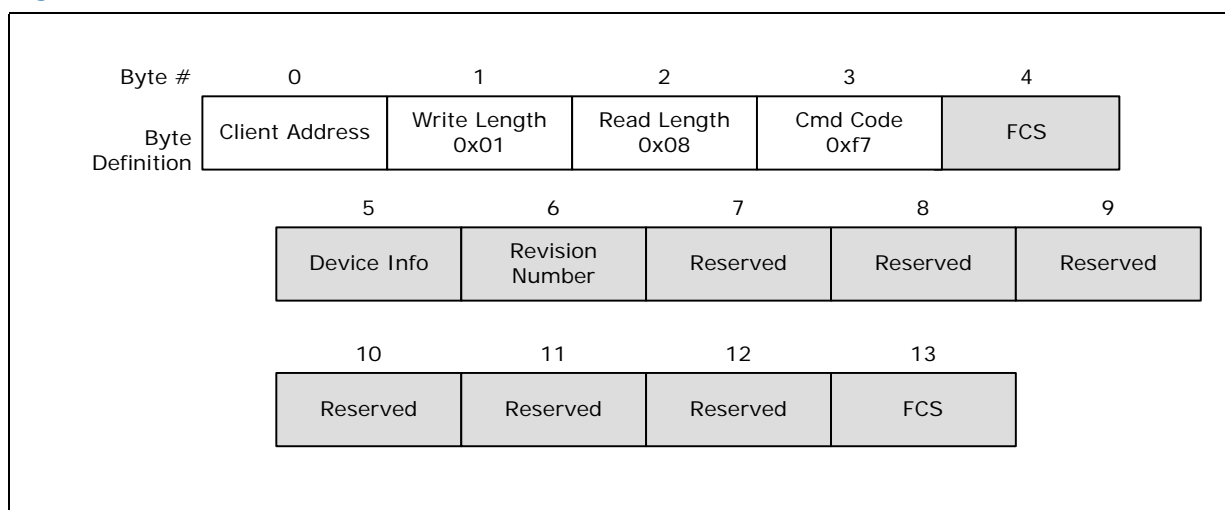 Byte # 0 1 2 3 4
Byte Definition
Client Address
Write Length
0x01
Read Length
0x08
Cmd Code
0xf7
FCS
5 6 7 8 9
Device Info
Revision
Number
Reserved
Reserved
Reserved
10 11 12 13
Reserved
Reserved
Reserved
FCS